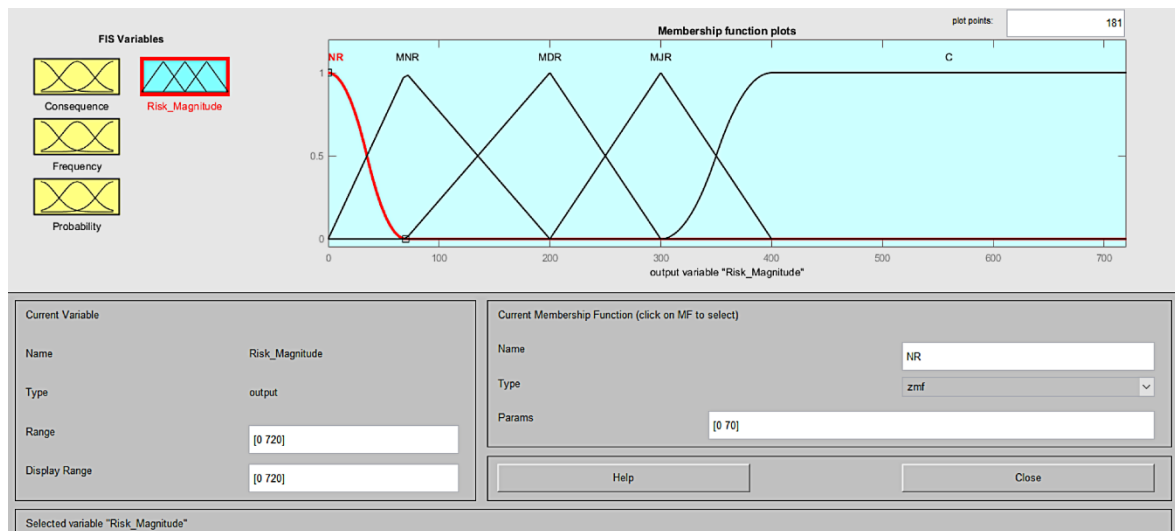 FIS Variables
Consequence
Risk_Magnitude
Frequency
Probability
plot points:
181
Membership function plots
NR
MNR
MDR
MJR
C
1
0.5
0
0
100
200
300
400
500
600
700
output variable "Risk_Magnitude"
Current Variable
Name
Risk_Magnitude
Type
output
Range
[0 720]
Display Range
[0 720]
Current Membership Function (click on MF to select)
Name
NR
Type
zmf
Params
[0 70]
Help
Close
Selected variable "Risk_Magnitude"